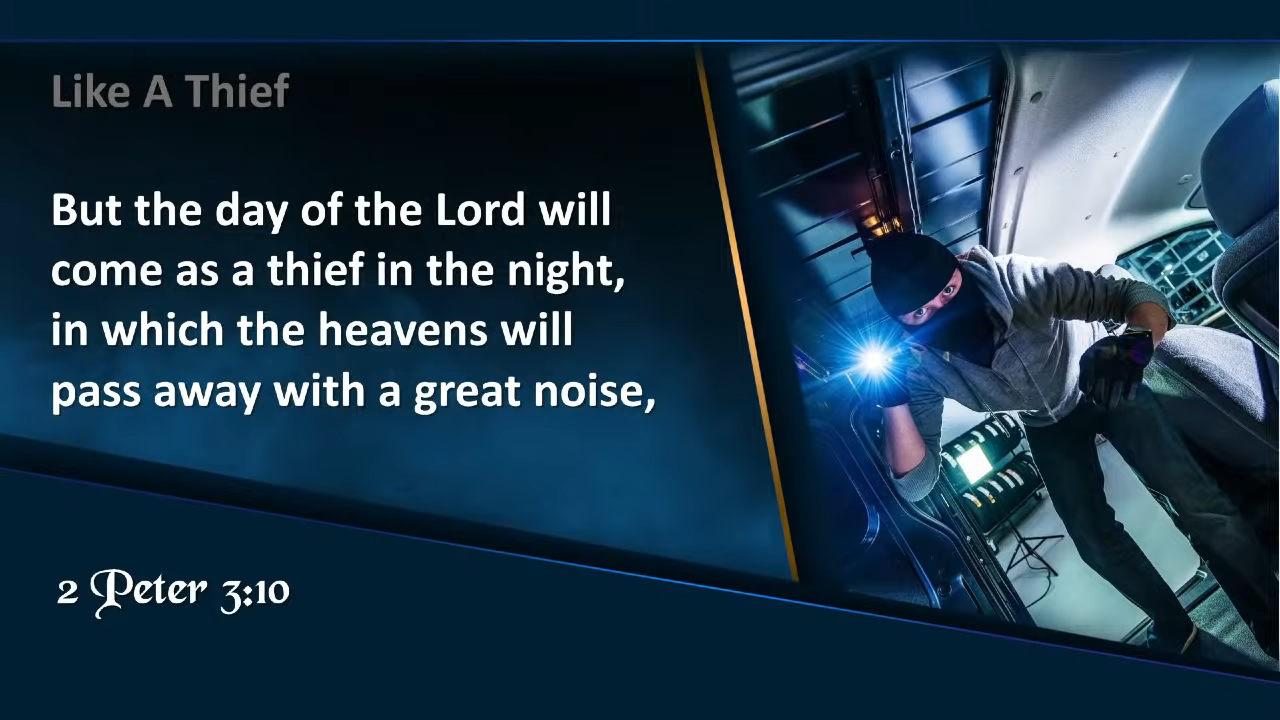 Like A Thief
But the day of the Lord will
come as a thief in the night,
in which the heavens will
pass away with a great noise,
2 Peter 3:10